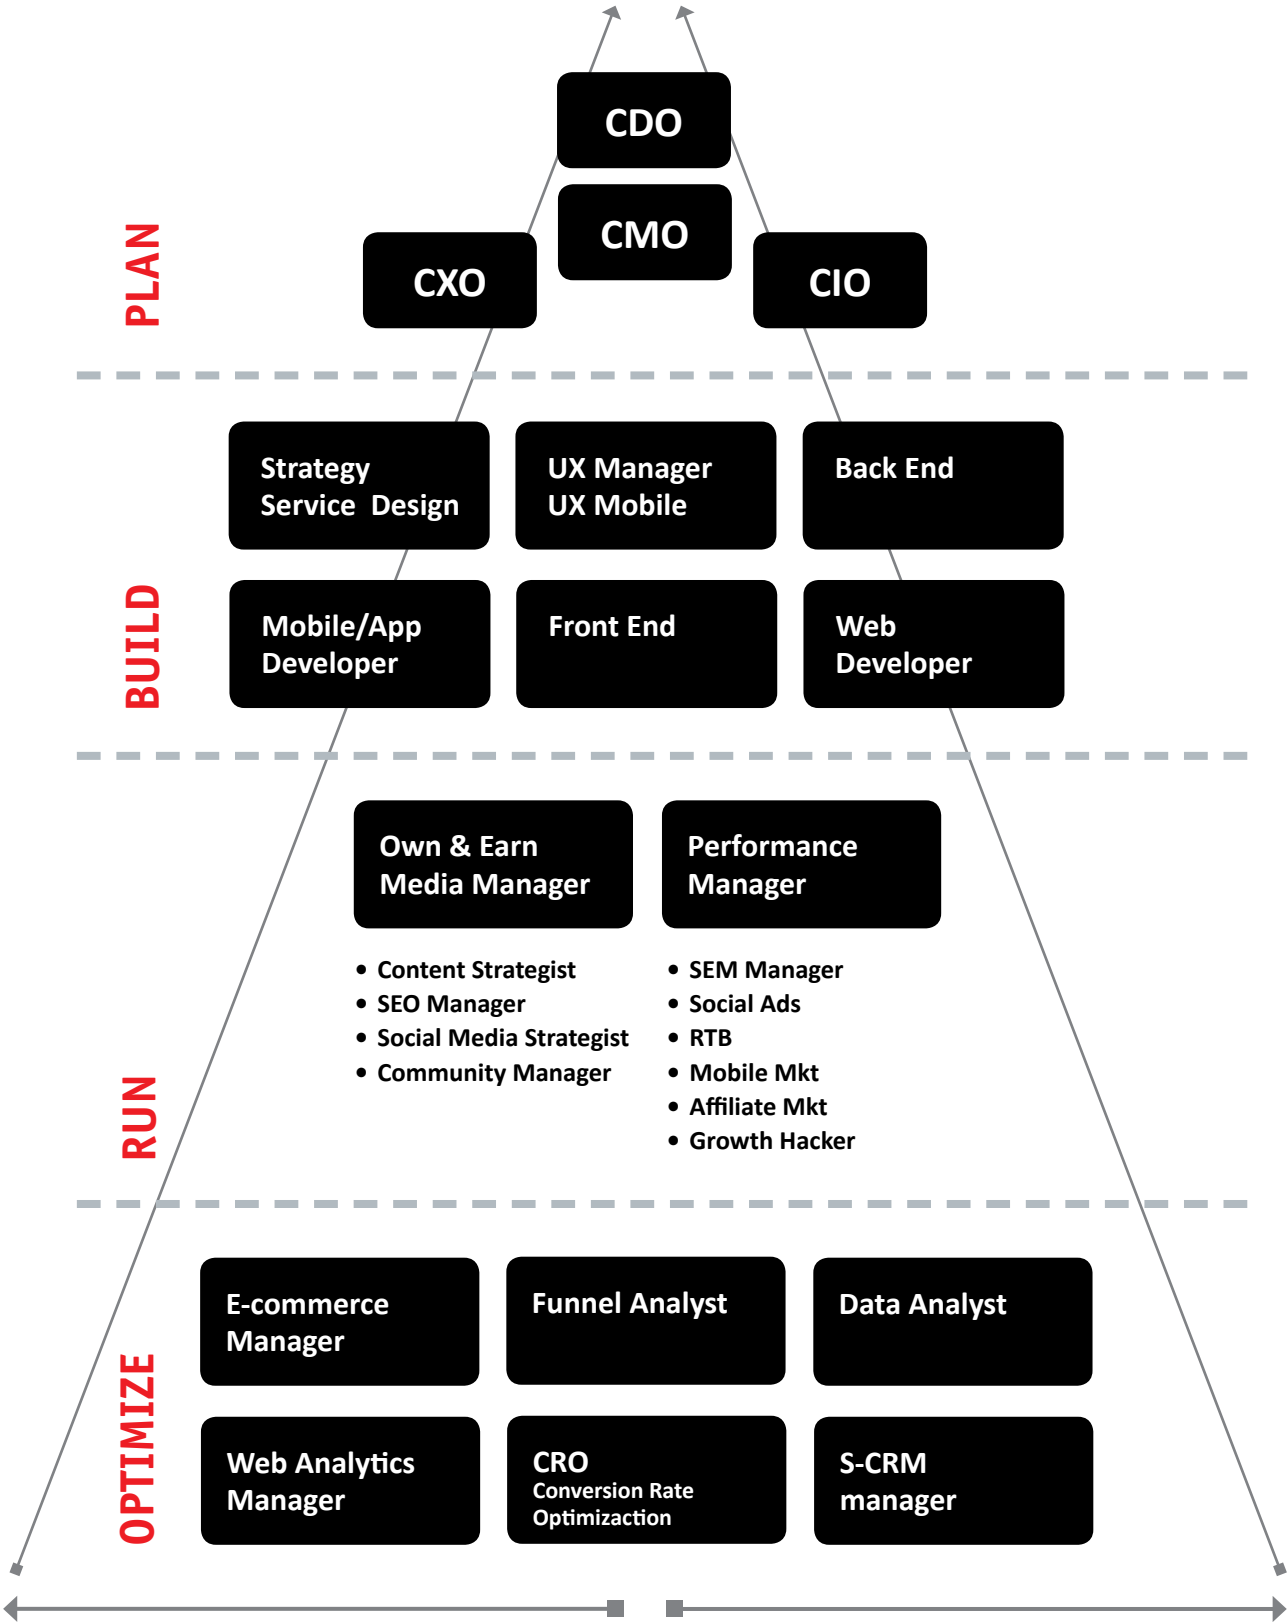 PLAN
CDO
CMO
CXO
CIO
BUILD
Strategy
Service Design
UX Manager
UX Mobile
Back End
Mobile/App
Developer
Front End
Web
Developer
RUN
Own & Earn
Media Manager
• Content Strategist
• SEO Manager
• Social Media Strategist
• Community Manager
Performance
Manager
• SEM Manager
• Social Ads
• RTB
• Mobile Mkt
• Affiliate Mkt
• Growth Hacker
OPTIMIZE
E-commerce
Manager
Funnel Analyst
Data Analyst
Web Analytics
Manager
CRO
Conversion Rate
Optimizaction
S-CRM
manager